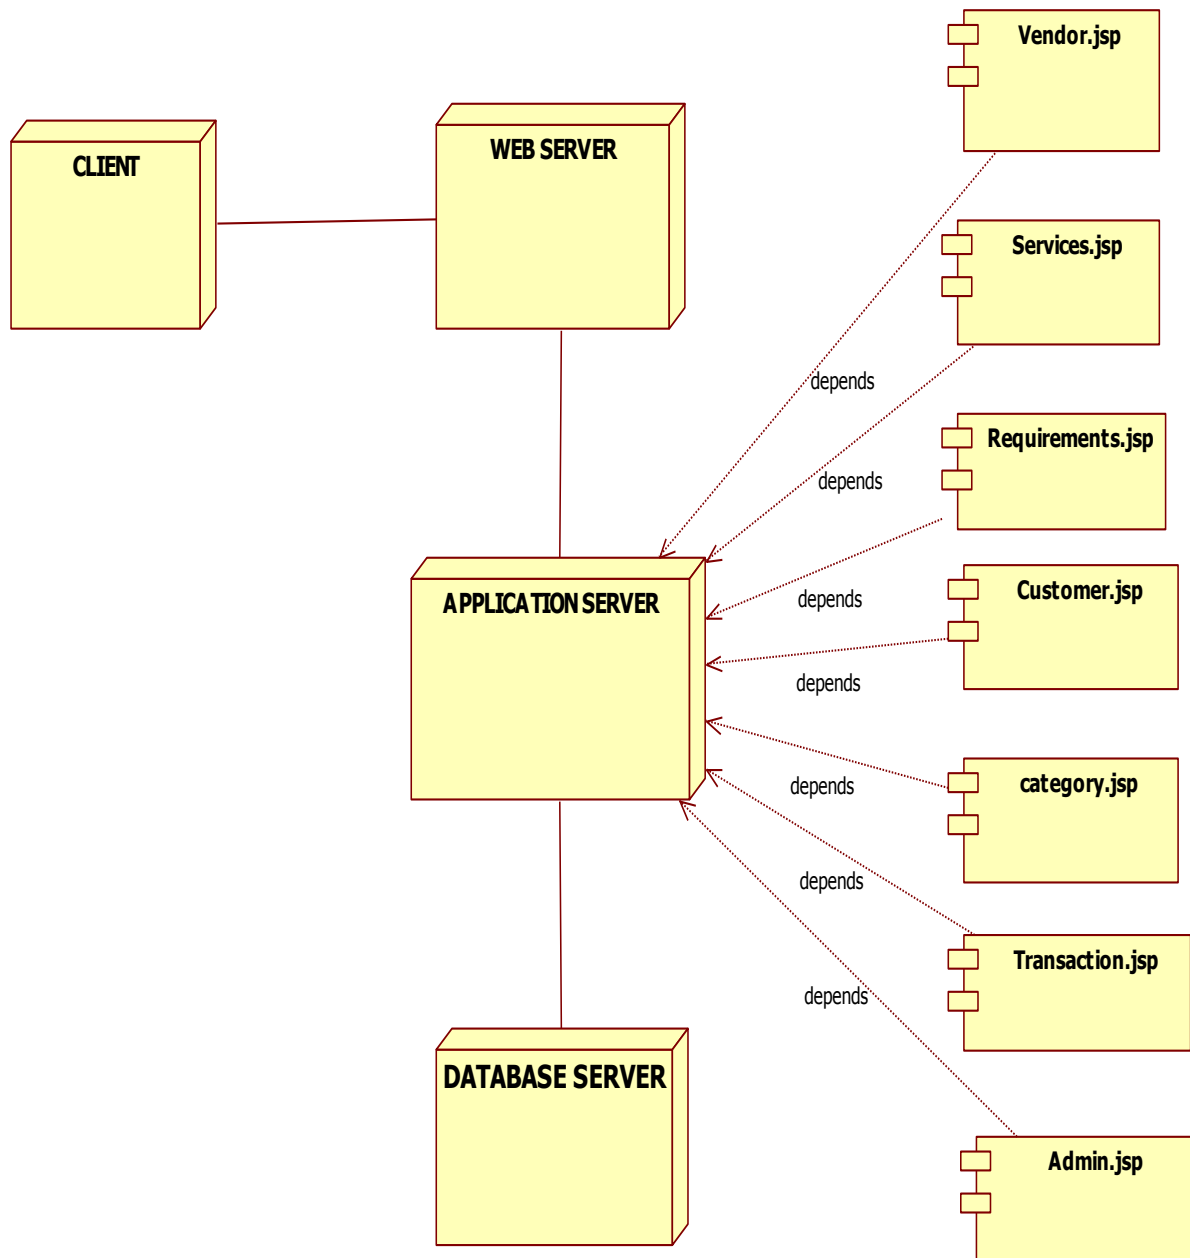 Vendor.jsp
WEB SERVER
CLIENT
Services.jsp
depends
Requirements.jsp
depends
Customer.jsp
depends
APPLICATION SERVER
depends
category.jsp
depends
depends
Transaction.jsp
depends
DATABASE SERVER
Admin.jsp